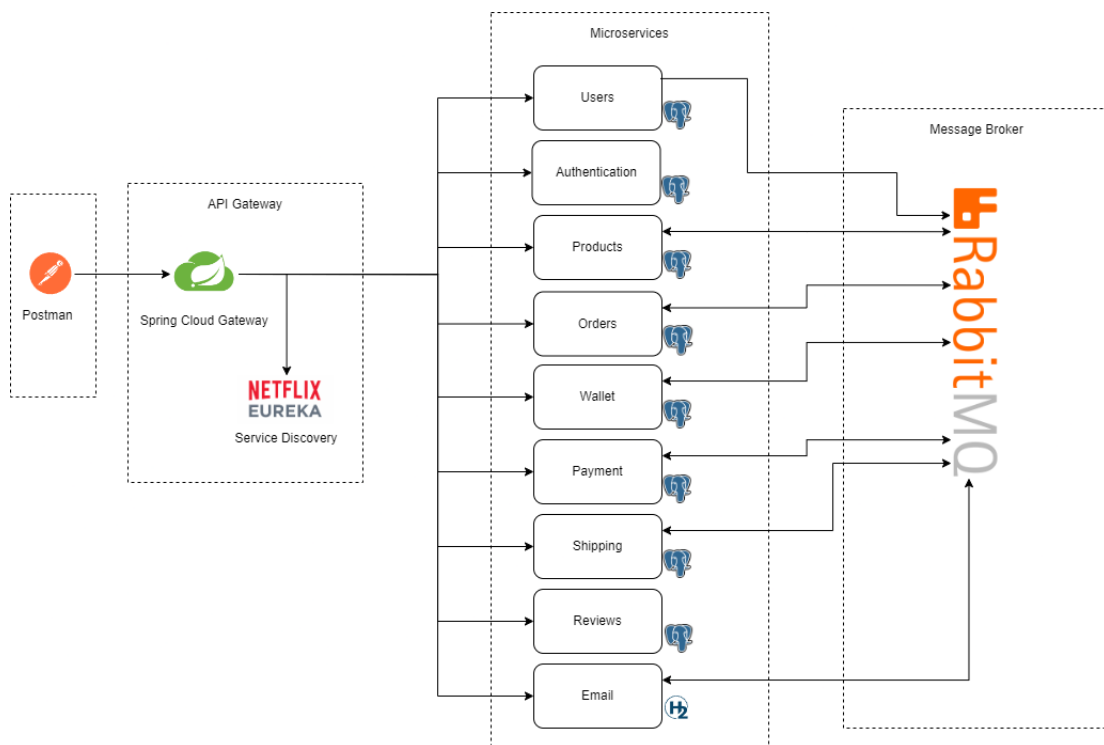 Microservices
Users
Message Broker
Authentication
API Gateway
Products
Postman
Spring Cloud Gateway
Orders
NETFLIX
EUREKA
Service Discovery
Wallet
RabbitMQ
Payment
Shipping
Reviews
Email
H2